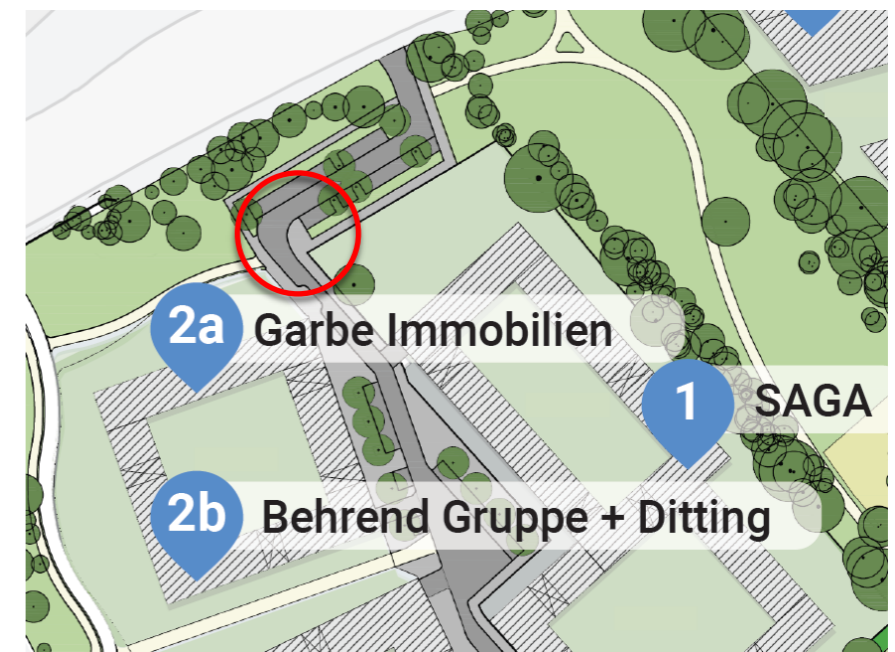 2a Garbe Immobilien
1 SAGA
2b Behrend Gruppe + Ditting